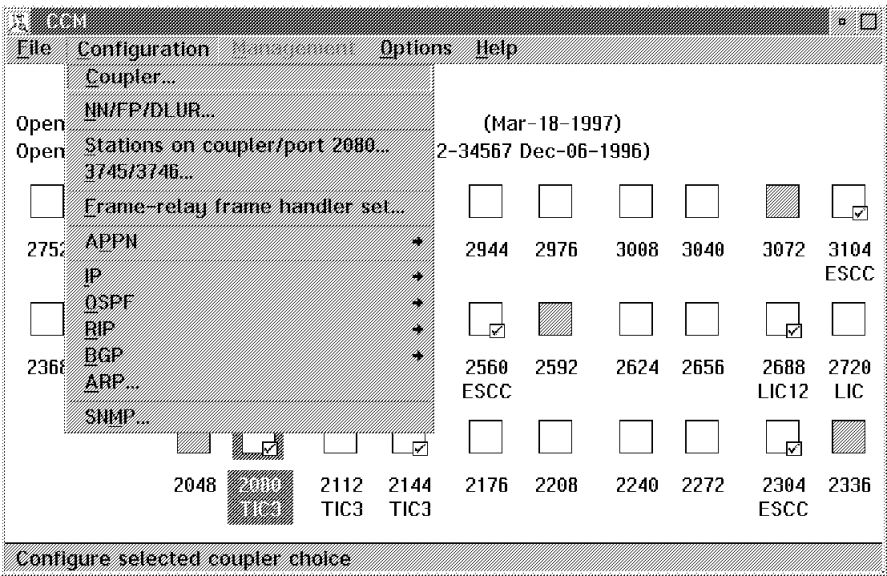 CCM
File Configuration Management Options Help
Coupler...
NN/FP/DLUR...
Stations on coupler/port 2080...
3745/3746...
Frame-relay frame handler set...
APPN
IP
OSPF
RIP
BGP
ARP...
SNMP...
Open (Mar-18-1997)
Open 2-34567 Dec-06-1996)
2752 2944 2976 3008 3040 3072 3104
ESCC
2368 2560 2592 2624 2656 2688 2720
ESCC LIC12 LIC
2048 2080 2112 2144 2176 2208 2240 2272 2304 2336
TIC3 TIC3 TIC3 ESCC
Configure selected coupler choice